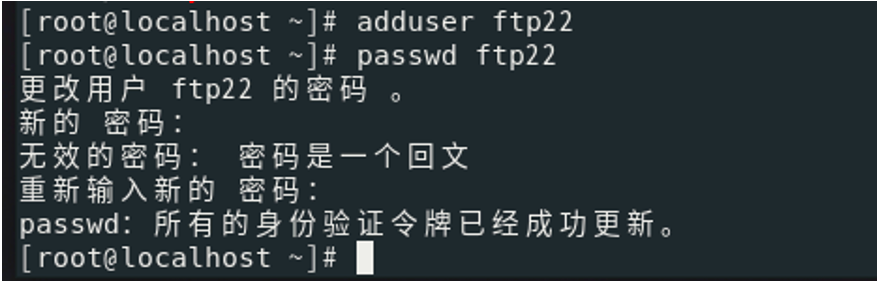 [root@localhost ~]# adduser ftp22
[root@localhost ~]# passwd ftp22
更改用户 ftp22 的密码 。
新的 密码：
无效的密码： 密码是一个回文
重新输入新的 密码：
passwd：所有的身份验证令牌已经成功更新。
[root@localhost ~]#